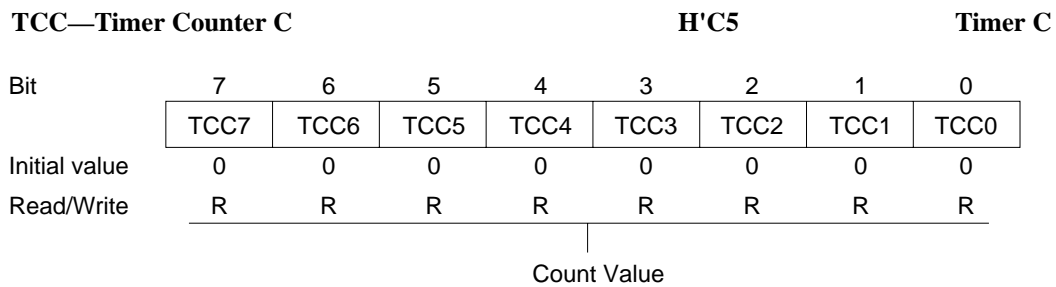 TCC—Timer Counter C H'C5 Timer C
Bit 7 6 5 4 3 2 1 0
TCC7 TCC6 TCC5 TCC4 TCC3 TCC2 TCC1 TCC0
Initial value 0 0 0 0 0 0 0 0
Read/Write R R R R R R R R
Count Value